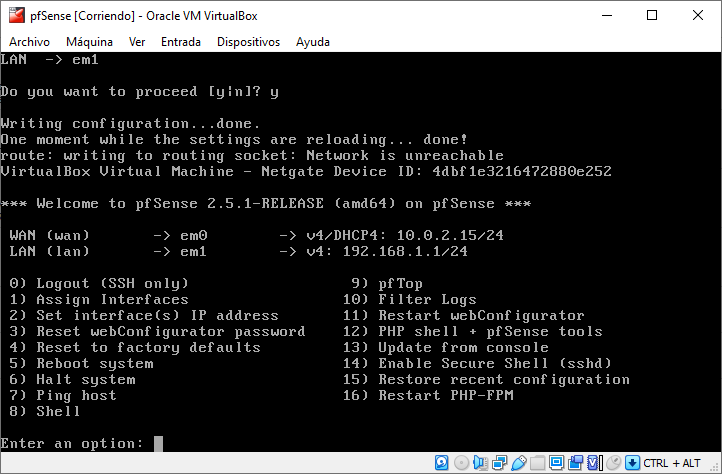 pfSense [Corriendo] - Oracle VM VirtualBox
Archivo Máquina Ver Entrada Dispositivos Ayuda
LAN -> em1
Do you want to proceed [y|n]? y
Writing configuration...done.
One moment while the settings are reloading... done!
route: writing to routing socket: Network is unreachable
VirtualBox Virtual Machine - Netgate Device ID: 4dbf1e3216472880e252
*** Welcome to pfSense 2.5.1-RELEASE (amd64) on pfSense ***
WAN (wan) -> em0 -> v4/DHCP4: 10.0.2.15/24
LAN (lan) -> em1 -> v4: 192.168.1.1/24
0) Logout (SSH only) 9) pfTop
1) Assign Interfaces 10) Filter Logs
2) Set interface(s) IP address 11) Restart webConfigurator
3) Reset webConfigurator password 12) PHP shell + pfSense tools
4) Reset to factory defaults 13) Update from console
5) Reboot system 14) Enable Secure Shell (sshd)
6) Halt system 15) Restore recent configuration
7) Ping host 16) Restart PHP-FPM
8) Shell
Enter an option:
CTRL + ALT